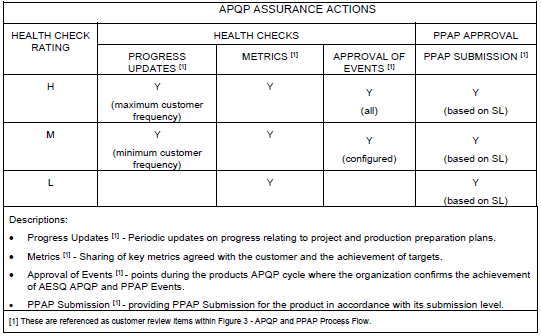 APQP ASSURANCE ACTIONS
HEALTH CHECK RATING
HEALTH CHECKS
PPAP APPROVAL
PROGRESS UPDATES [1]
METRICS [1]
APPROVAL OF EVENTS [1]
PPAP SUBMISSION [1]
H
Y
(maximum customer frequency)
Y
Y
(all)
Y
(based on SL)
M
Y
(minimum customer frequency)
Y
Y
(configured)
Y
(based on SL)
L
Y
Y
(based on SL)
Descriptions:
• Progress Updates [1] - Periodic updates on progress relating to project and production preparation plans.
• Metrics [1] - Sharing of key metrics agreed with the customer and the achievement of targets.
• Approval of Events [1] - points during the products APQP cycle where the organization confirms the achievement
of AESQ APQP and PPAP Events.
• PPAP Submission [1] - providing PPAP Submission for the product in accordance with its submission level.
[1] These are referenced as customer review items within Figure 3 - APQP and PPAP Process Flow.